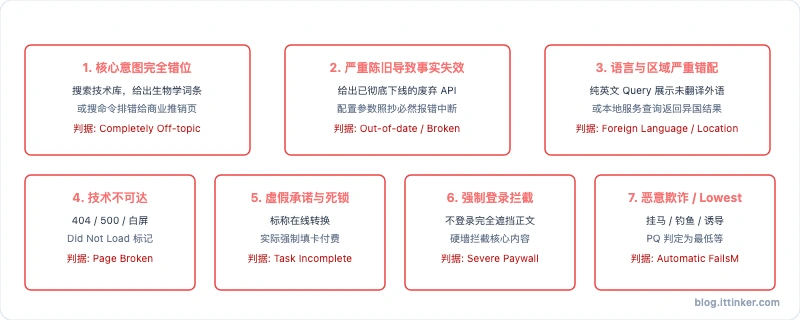 1. 核心意图完全错位
搜索技术库，给出生物学词条
或搜命令排错给商业推销页
判据: Completely Off-topic
2. 严重陈旧导致事实失效
给出已彻底下线的废弃 API
配置参数照抄必然报错中断
判据: Out-of-date / Broken
3. 语言与区域严重错配
纯英文 Query 展示未翻译外语
或本地服务查询返回异国结果
判据: Foreign Language / Location
4. 技术不可达
404 / 500 / 白屏
Did Not Load 标记
判据: Page Broken
5. 虚假承诺与死锁
标称在线转换
实际强制填卡付费
判据: Task Incomplete
6. 强制登录拦截
不登录完全遮挡正文
硬墙拦截核心内容
判据: Severe Paywall
7. 恶意欺诈 / Lowest
挂马 / 钓鱼 / 诱导
PQ 判定为最低等
判据: Automatic FailsM
blog.ittinker.com